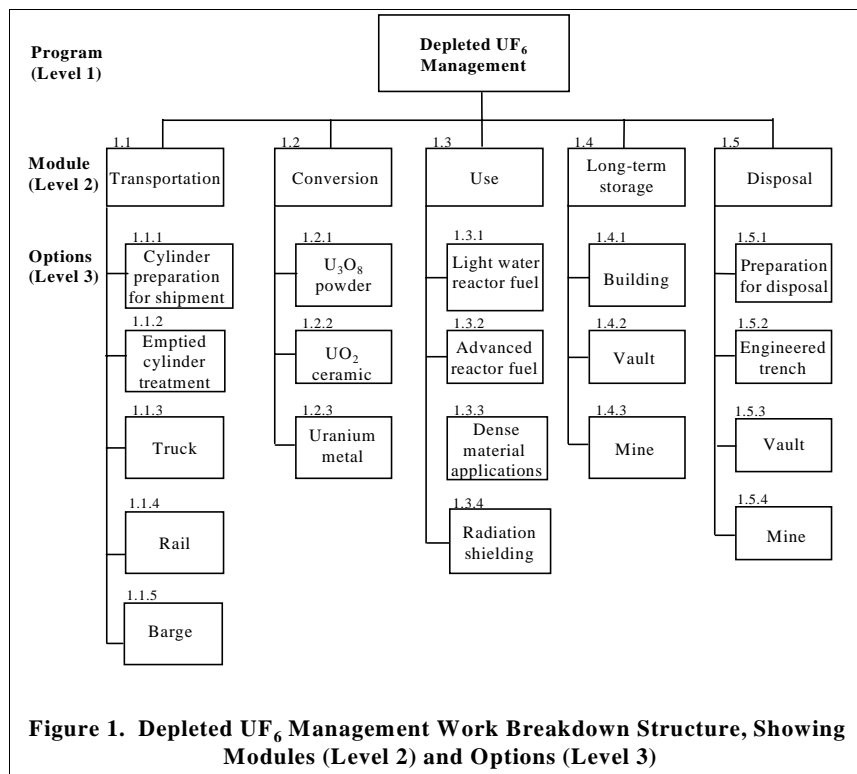 Program
(Level 1)
Depleted UF₆
Management
Module
(Level 2)
1.1
Transportation
1.2
Conversion
1.3
Use
1.4
Long-term
storage
1.5
Disposal
Options
(Level 3)
1.1.1
Cylinder
preparation
for shipment
1.1.2
Emptied
cylinder
treatment
1.1.3
Truck
1.1.4
Rail
1.1.5
Barge
1.2.1
U₃O₈
powder
1.2.2
UO₂
ceramic
1.2.3
Uranium
metal
1.3.1
Light water
reactor fuel
1.3.2
Advanced
reactor fuel
1.3.3
Dense
material
applications
1.3.4
Radiation
shielding
1.4.1
Building
1.4.2
Vault
1.4.3
Mine
1.5.1
Preparation
for disposal
1.5.2
Engineered
trench
1.5.3
Vault
1.5.4
Mine
Figure 1. Depleted UF₆ Management Work Breakdown Structure, Showing
Modules (Level 2) and Options (Level 3)